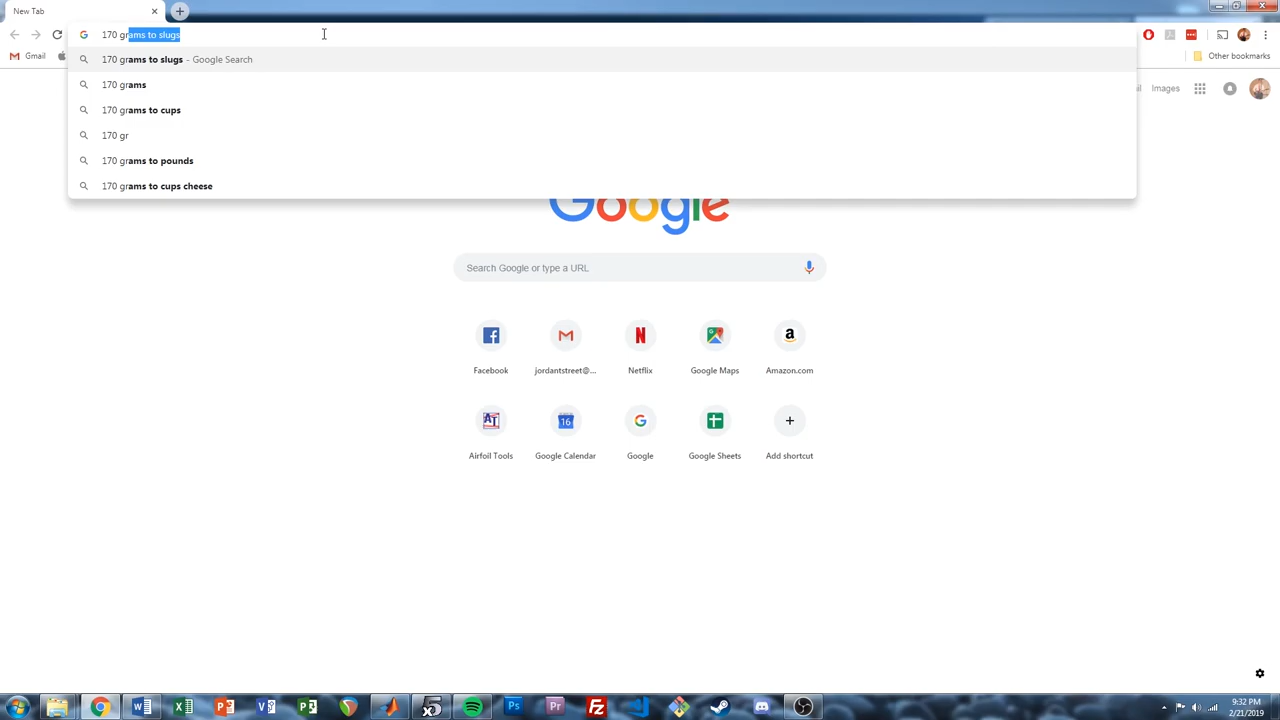 New Tab
170 grams to slugs
Gmail
Other bookmarks
170 grams to slugs - Google Search
170 grams
Images
170 grams to cups
170 gr
170 grams to pounds
170 grams to cups cheese
Google
Search Google or type a URL
Facebook
jordantstreet@...
Netflix
Google Maps
Amazon.com
Airfoil Tools
Google Calendar
Google
Google Sheets
Add shortcut
9:32 PM
2/21/2019